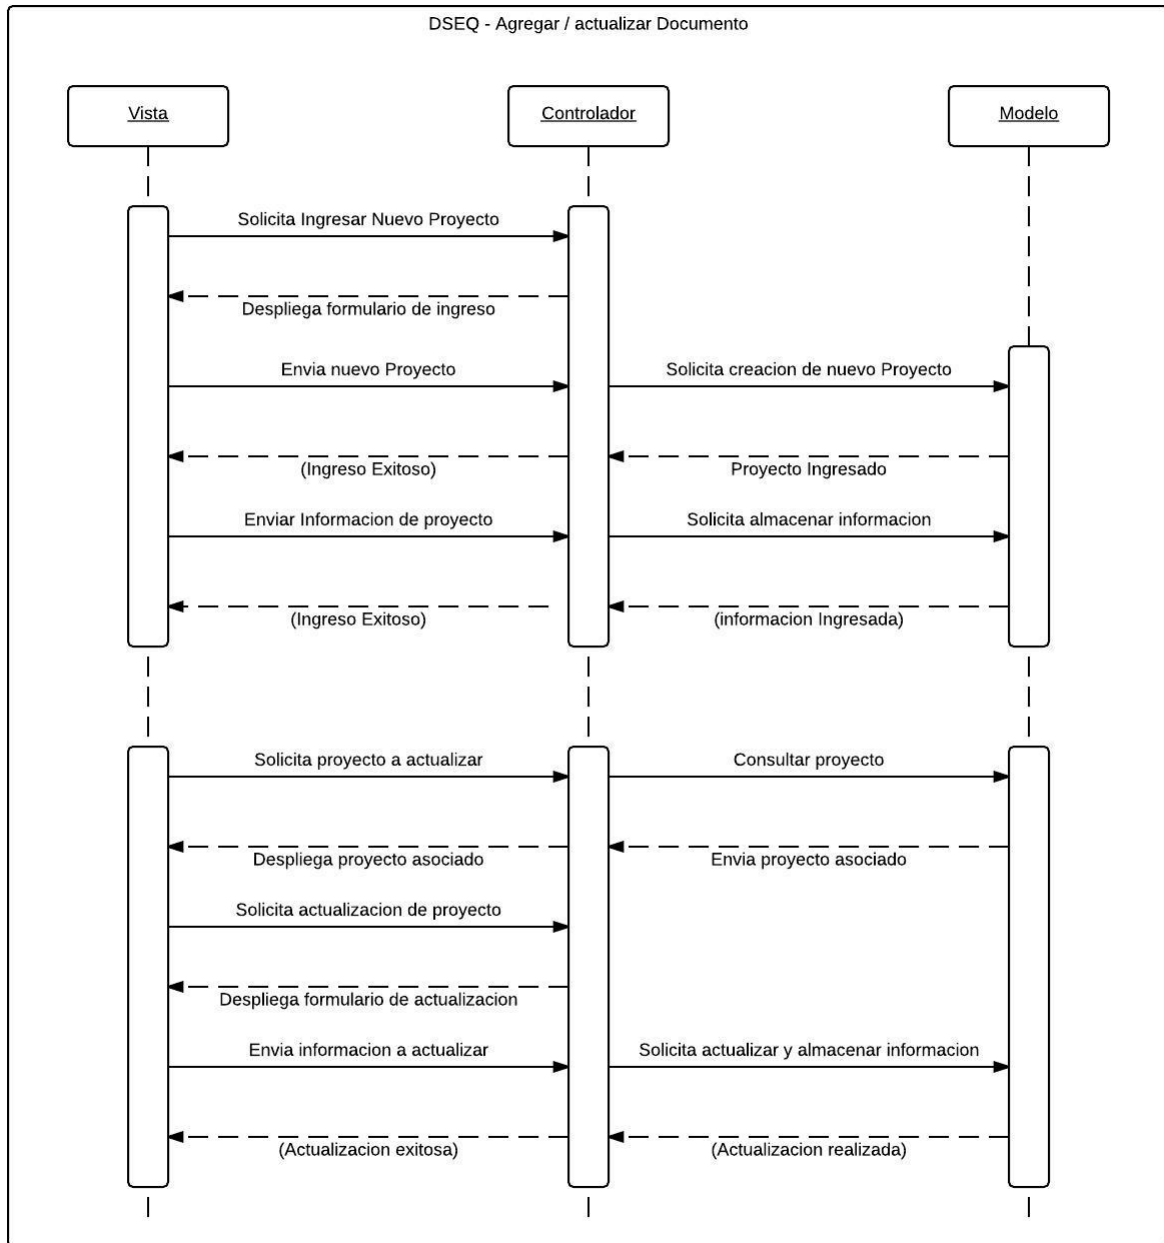 DSEQ - Agregar / actualizar Documento
Vista
Controlador
Modelo
Solicita Ingresar Nuevo Proyecto
Despliega formulario de ingreso
Envia nuevo Proyecto
Solicita creacion de nuevo Proyecto
(Ingreso Exitoso)
Proyecto Ingresado
Enviar Informacion de proyecto
Solicita almacenar informacion
(Ingreso Exitoso)
(informacion Ingresada)
Solicita proyecto a actualizar
Consultar proyecto
Despliega proyecto asociado
Envia proyecto asociado
Solicita actualizacion de proyecto
Despliega formulario de actualizacion
Envia informacion a actualizar
Solicita actualizar y almacenar informacion
(Actualizacion exitosa)
(Actualizacion realizada)